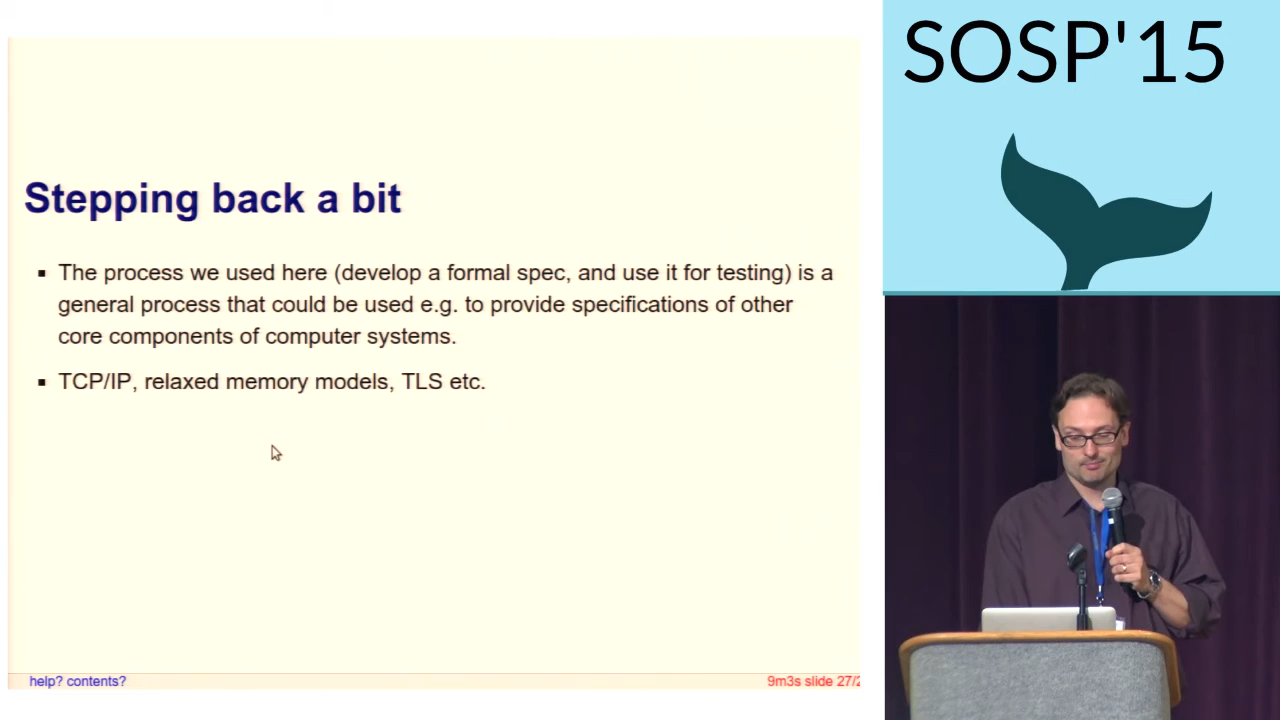 SOSP'15
Stepping back a bit
▪ The process we used here (develop a formal spec, and use it for testing) is a
general process that could be used e.g. to provide specifications of other
core components of computer systems.
▪ TCP/IP, relaxed memory models, TLS etc.
help? contents?
9m3s slide 27/2